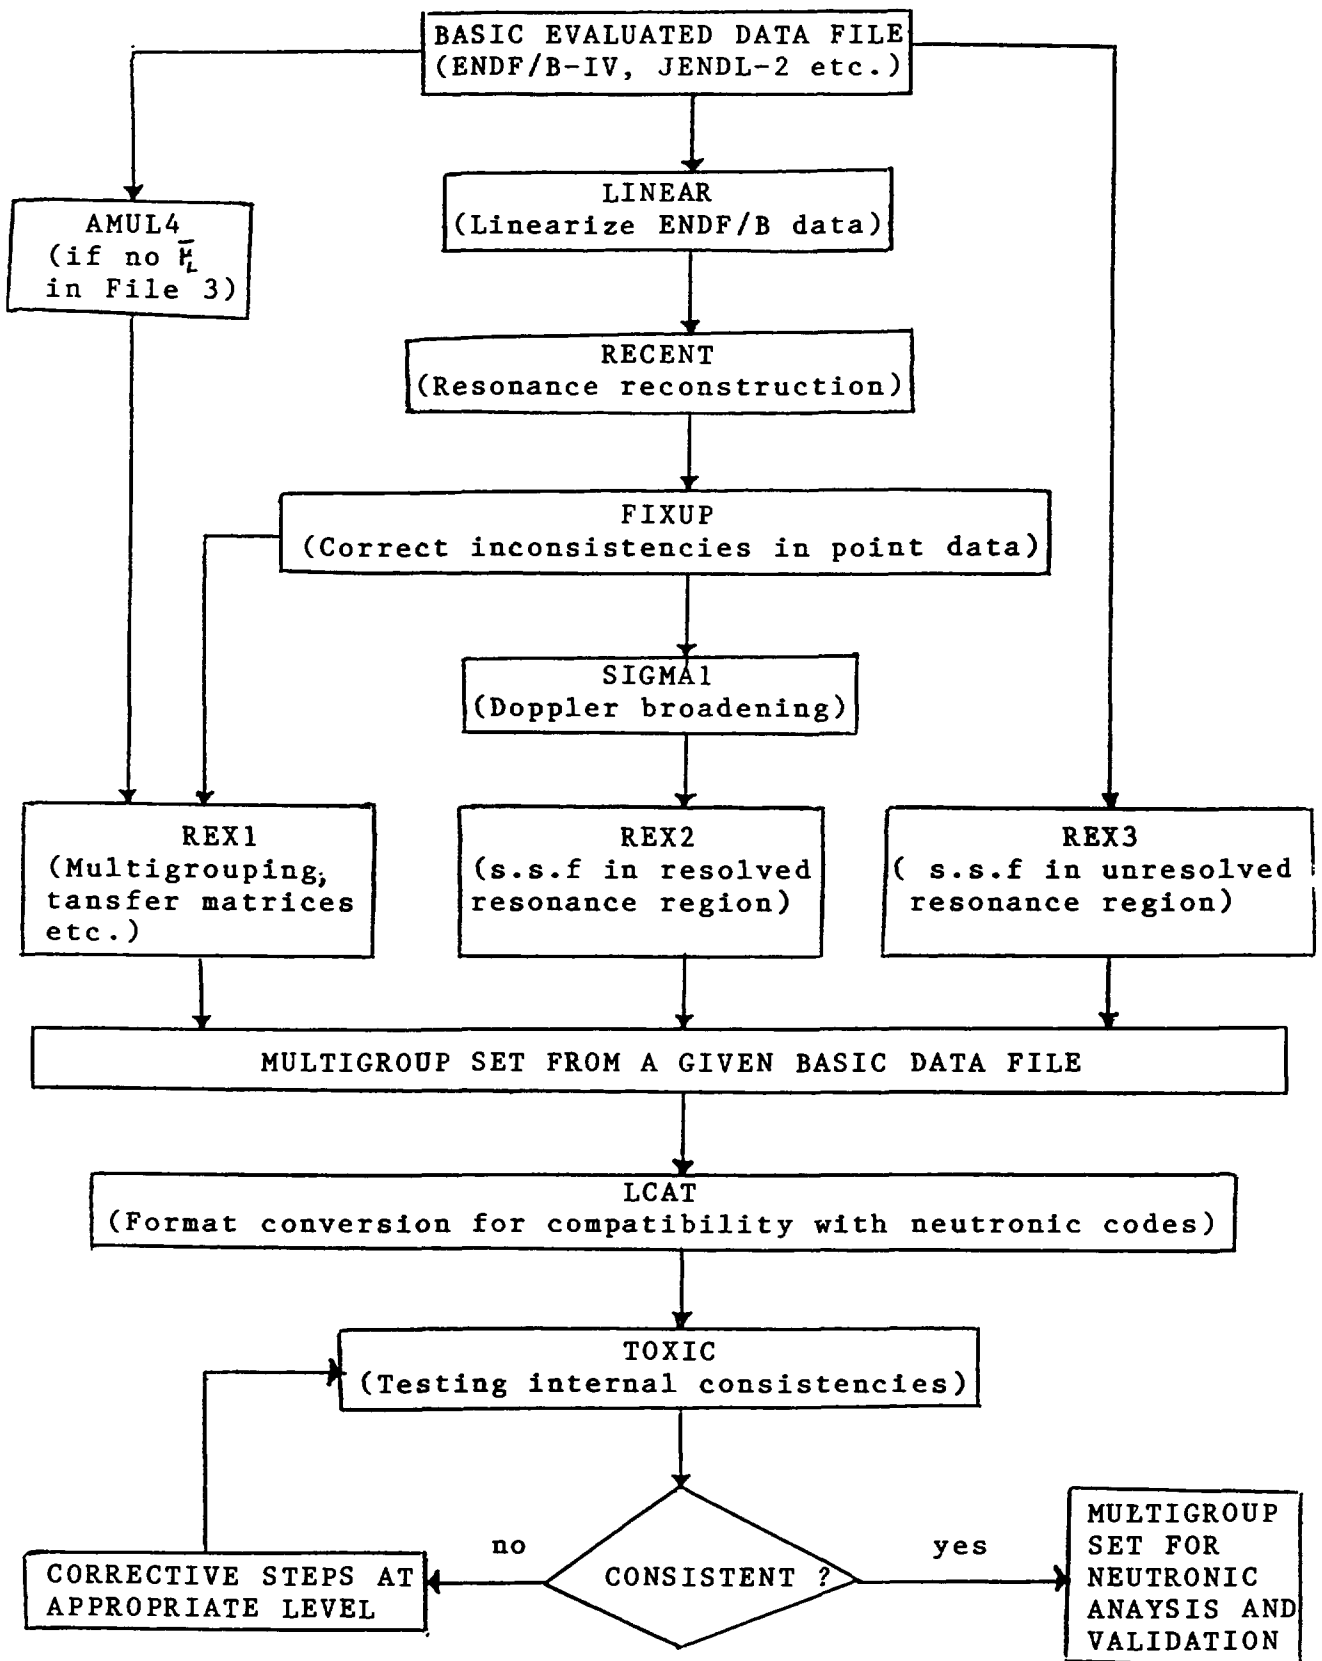 BASIC EVALUATED DATA FILE
(ENDF/B-IV, JENDL-2 etc.)
LINEAR
(Linearize ENDF/B data)
AMUL4
(if no μ̄L
in File 3)
RECENT
(Resonance reconstruction)
FIXUP
(Correct inconsistencies in point data)
SIGMA1
(Doppler broadening)
REX1
(Multigrouping,
tansfer matrices
etc.)
REX2
(s.s.f in resolved
resonance region)
REX3
( s.s.f in unresolved
resonance region)
MULTIGROUP SET FROM A GIVEN BASIC DATA FILE
LCAT
(Format conversion for compatibility with neutronic codes)
TOXIC
(Testing internal consistencies)
no
CONSISTENT ?
yes
CORRECTIVE STEPS AT
APPROPRIATE LEVEL
MULTIGROUP
SET FOR
NEUTRONIC
ANAYSIS AND
VALIDATION